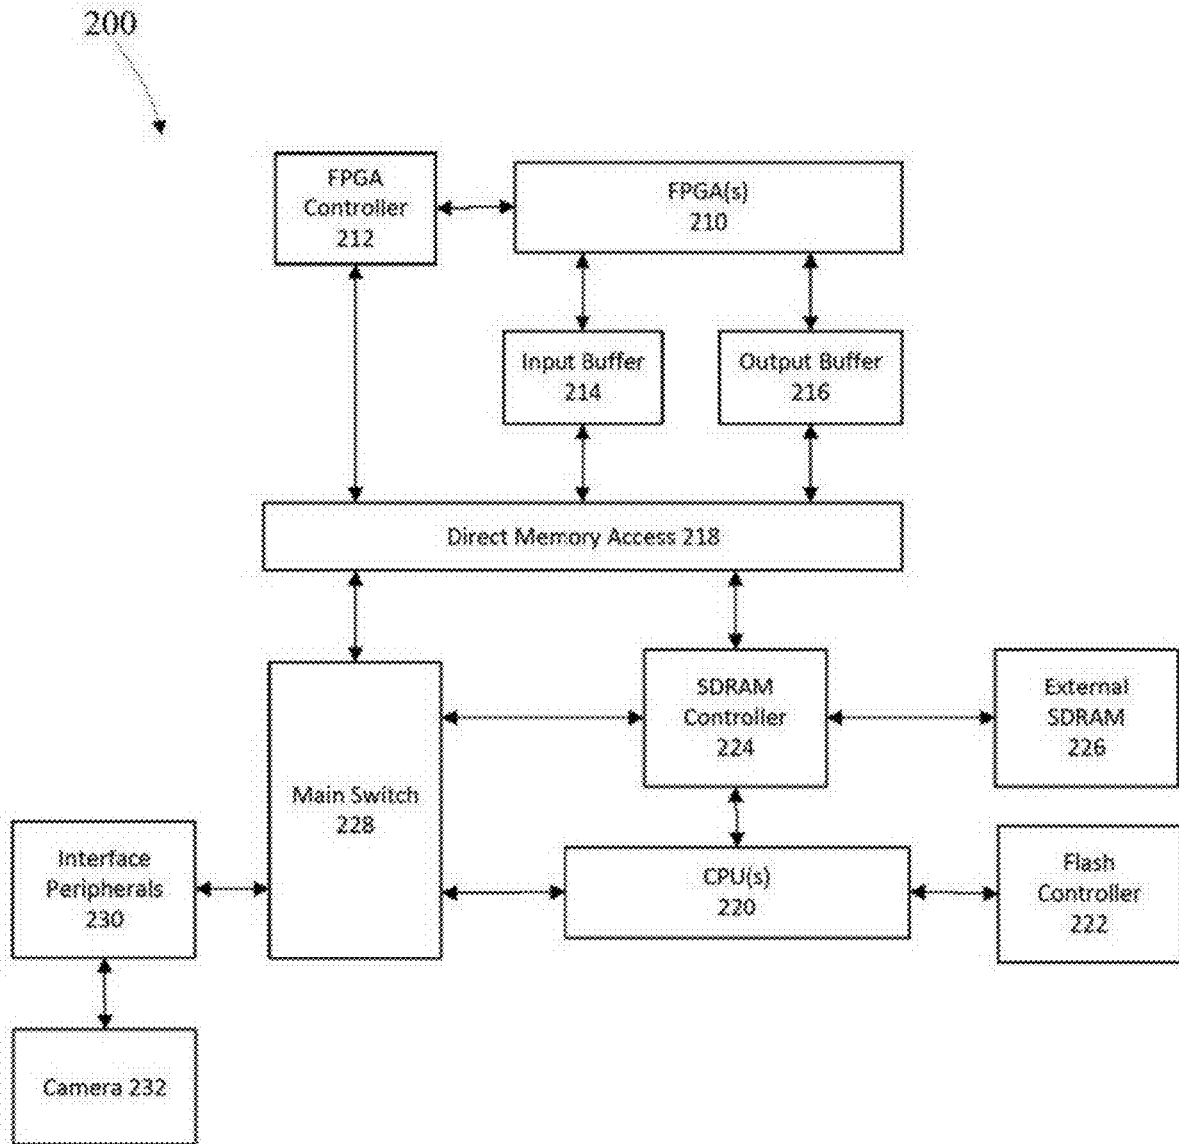 200
FPGA
Controller
212
FPGA(s)
210
Input Buffer
214
Output Buffer
216
Direct Memory Access 218
SDRAM
Controller
224
External
SDRAM
226
Main Switch
228
Interface
Peripherals
230
CPU(s)
220
Flash
Controller
222
Camera 232